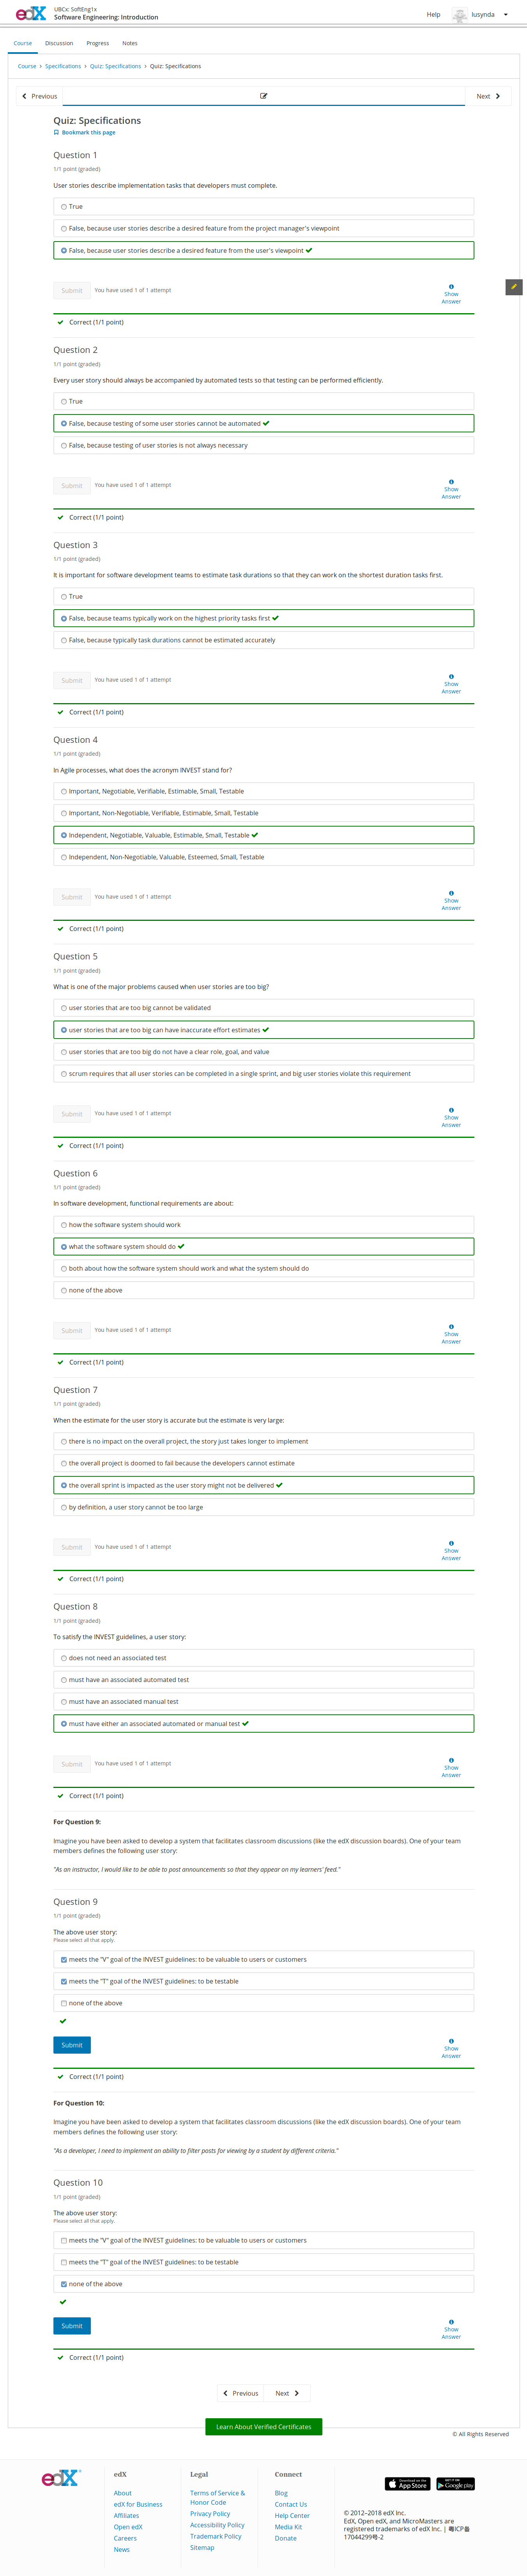 edX
UBCx: SoftEng1x
Software Engineering: Introduction
Help
lusynda
Course
Discussion
Progress
Notes
Course > Specifications > Quiz: Specifications > Quiz: Specifications
Previous
Next
Quiz: Specifications
Bookmark this page
Question 1
1/1 point (graded)
User stories describe implementation tasks that developers must complete.
True
False, because user stories describe a desired feature from the project manager's viewpoint
False, because user stories describe a desired feature from the user's viewpoint
Submit
You have used 1 of 1 attempt
Show
Answer
Correct (1/1 point)
Question 2
1/1 point (graded)
Every user story should always be accompanied by automated tests so that testing can be performed efficiently.
True
False, because testing of some user stories cannot be automated
False, because testing of user stories is not always necessary
Submit
You have used 1 of 1 attempt
Show
Answer
Correct (1/1 point)
Question 3
1/1 point (graded)
It is important for software development teams to estimate task durations so that they can work on the shortest duration tasks first.
True
False, because teams typically work on the highest priority tasks first
False, because typically task durations cannot be estimated accurately
Submit
You have used 1 of 1 attempt
Show
Answer
Correct (1/1 point)
Question 4
1/1 point (graded)
In Agile processes, what does the acronym INVEST stand for?
Important, Negotiable, Verifiable, Estimable, Small, Testable
Important, Non-Negotiable, Verifiable, Estimable, Small, Testable
Independent, Negotiable, Valuable, Estimable, Small, Testable
Independent, Non-Negotiable, Valuable, Esteemed, Small, Testable
Submit
You have used 1 of 1 attempt
Show
Answer
Correct (1/1 point)
Question 5
1/1 point (graded)
What is one of the major problems caused when user stories are too big?
user stories that are too big cannot be validated
user stories that are too big can have inaccurate effort estimates
user stories that are too big do not have a clear role, goal, and value
scrum requires that all user stories can be completed in a single sprint, and big user stories violate this requirement
Submit
You have used 1 of 1 attempt
Show
Answer
Correct (1/1 point)
Question 6
1/1 point (graded)
In software development, functional requirements are about:
how the software system should work
what the software system should do
both about how the software system should work and what the system should do
none of the above
Submit
You have used 1 of 1 attempt
Show
Answer
Correct (1/1 point)
Question 7
1/1 point (graded)
When the estimate for the user story is accurate but the estimate is very large:
there is no impact on the overall project, the story just takes longer to implement
the overall project is doomed to fail because the developers cannot estimate
the overall sprint is impacted as the user story might not be delivered
by definition, a user story cannot be too large
Submit
You have used 1 of 1 attempt
Show
Answer
Correct (1/1 point)
Question 8
1/1 point (graded)
To satisfy the INVEST guidelines, a user story:
does not need an associated test
must have an associated automated test
must have an associated manual test
must have either an associated automated or manual test
Submit
You have used 1 of 1 attempt
Show
Answer
Correct (1/1 point)
For Question 9:
Imagine you have been asked to develop a system that facilitates classroom discussions (like the edX discussion boards). One of your team
members defines the following user story:
"As an instructor, I would like to be able to post announcements so that they appear on my learners' feed."
Question 9
1/1 point (graded)
The above user story:
Please select all that apply.
meets the "V" goal of the INVEST guidelines: to be valuable to users or customers
meets the "T" goal of the INVEST guidelines: to be testable
none of the above
Submit
Show
Answer
Correct (1/1 point)
For Question 10:
Imagine you have been asked to develop a system that facilitates classroom discussions (like the edX discussion boards). One of your team
members defines the following user story:
"As a developer, I need to implement an ability to filter posts for viewing by a student by different criteria."
Question 10
1/1 point (graded)
The above user story:
Please select all that apply.
meets the "V" goal of the INVEST guidelines: to be valuable to users or customers
meets the "T" goal of the INVEST guidelines: to be testable
none of the above
Submit
Show
Answer
Correct (1/1 point)
Previous
Next
Learn About Verified Certificates
© All Rights Reserved
edX
edX
About
edX for Business
Affiliates
Open edX
Careers
News
Legal
Terms of Service &
Honor Code
Privacy Policy
Accessibility Policy
Trademark Policy
Sitemap
Connect
Blog
Contact Us
Help Center
Media Kit
Donate
Download on the
App Store
Google play
© 2012–2018 edX Inc.
EdX, Open edX, and MicroMasters are
registered trademarks of edX Inc. | 粤ICP备
17044299号-2